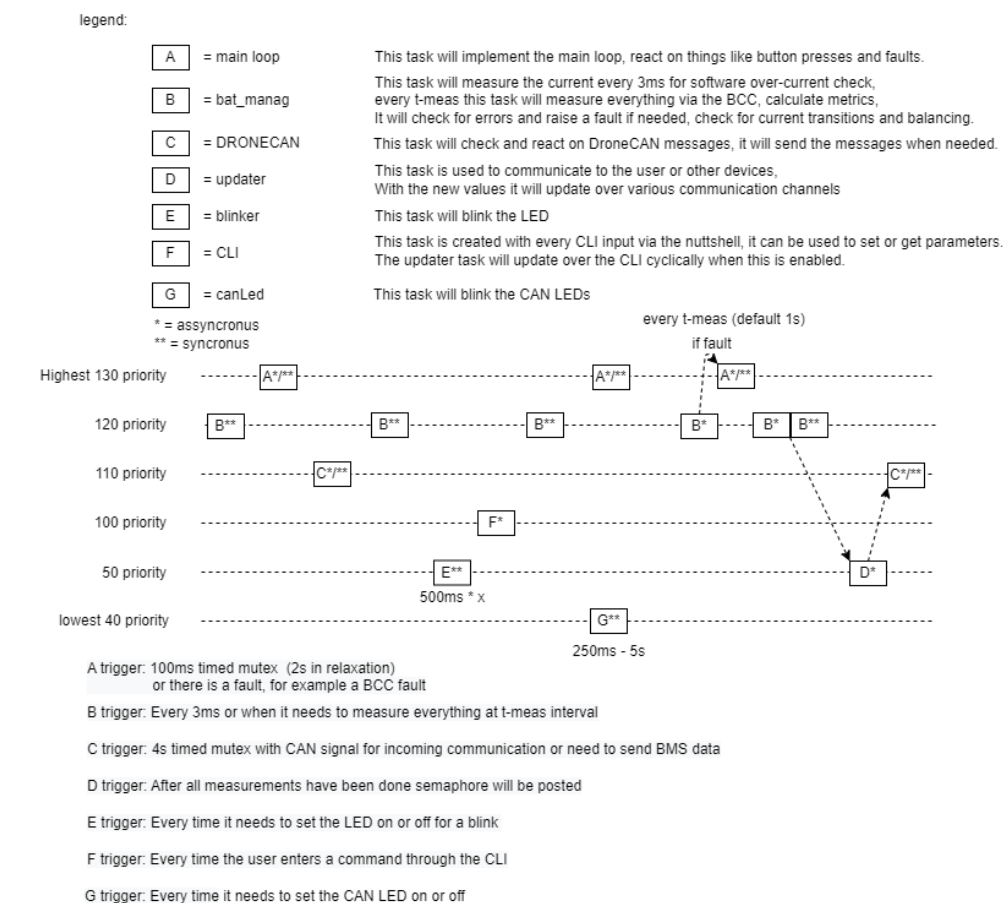 legend:
A = main loop This task will implement the main loop, react on things like button presses and faults.
This task will measure the current every 3ms for software over-current check,
B = bat_manag every t-meas this task will measure everything via the BCC, calculate metrics,
It will check for errors and raise a fault if needed, check for current transitions and balancing.
C = DRONECAN This task will check and react on DroneCAN messages, it will send the messages when needed.
This task is used to communicate to the user or other devices,
D = updater
With the new values it will update over various communication channels
E = blinker This task will blink the LED
This task is created with every CLI input via the nuttshell, it can be used to set or get parameters.
F = CLI
The updater task will update over the CLI cyclically when this is enabled.
G = canLed This task will blink the CAN LEDs
* = assyncronus
** = syncronus
every t-meas (default 1s)
if fault
Highest 130 priority A*/** A*/** A*/**
120 priority B** B** B** B* B* B**
110 priority C*/** C*/**
100 priority F*
50 priority E** D*
500ms * x
lowest 40 priority G**
250ms - 5s
A trigger: 100ms timed mutex (2s in relaxation)
or there is a fault, for example a BCC fault
B trigger: Every 3ms or when it needs to measure everything at t-meas interval
C trigger: 4s timed mutex with CAN signal for incoming communication or need to send BMS data
D trigger: After all measurements have been done semaphore will be posted
E trigger: Every time it needs to set the LED on or off for a blink
F trigger: Every time the user enters a command through the CLI
G trigger: Every time it needs to set the CAN LED on or off